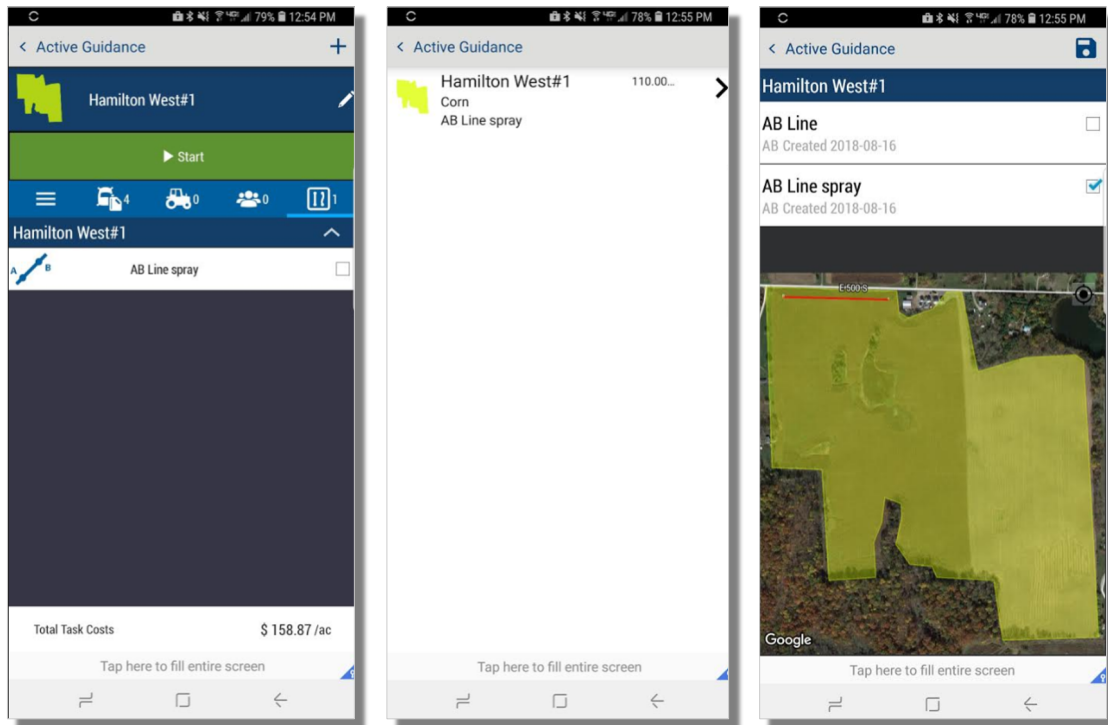 79% 12:54 PM
< Active Guidance +
Hamilton West#1
Start
4 0 0 1
Hamilton West#1
A B AB Line spray
Total Task Costs $ 158.87 /ac
Tap here to fill entire screen
78% 12:55 PM
< Active Guidance
Hamilton West#1 110.00...
Corn
AB Line spray
Tap here to fill entire screen
78% 12:55 PM
< Active Guidance
Hamilton West#1
AB Line
AB Created 2018-08-16
AB Line spray
AB Created 2018-08-16
E 500 S
Google
Tap here to fill entire screen